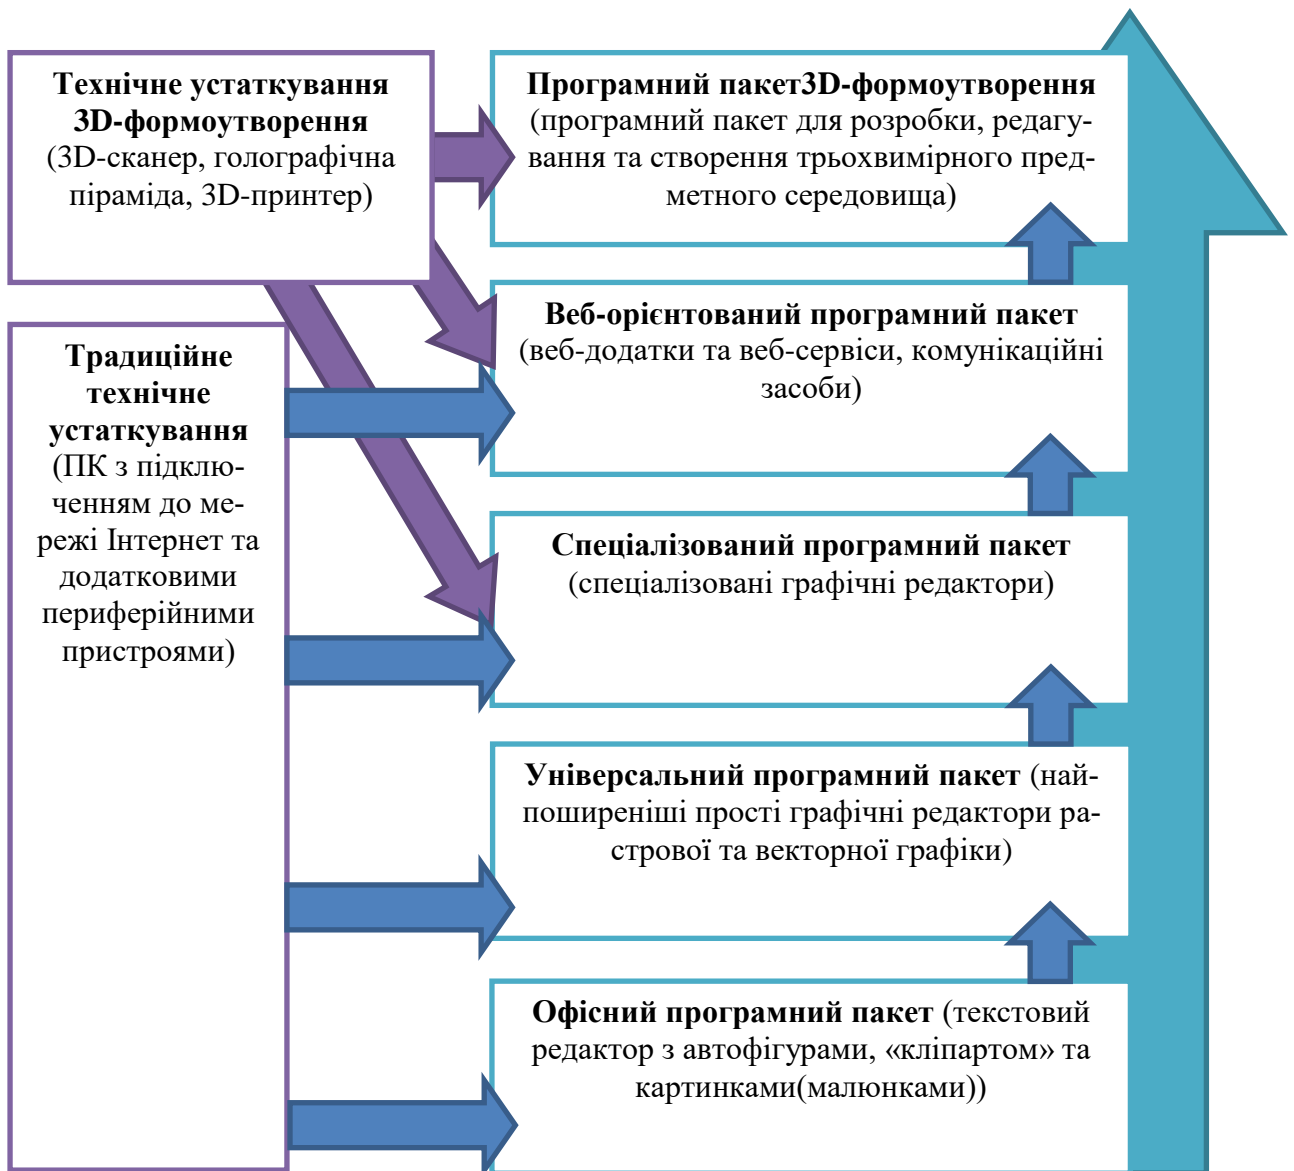 Технічне устаткування
3D-формоутворення
(3D-сканер, голографічна
піраміда, 3D-принтер)
Традиційне
технічне
устаткування
(ПК з підклю-
ченням до ме-
режі Інтернет та
додатковими
периферійними
пристроями)
Програмний пакет3D-формоутворення
(програмний пакет для розробки, редагу-
вання та створення трьохвимірного пред-
метного середовища)
Веб-орієнтований програмний пакет
(веб-додатки та веб-сервіси, комунікаційні
засоби)
Спеціалізований програмний пакет
(спеціалізовані графічні редактори)
Універсальний програмний пакет (най-
поширеніші прості графічні редактори ра-
стрової та векторної графіки)
Офісний програмний пакет (текстовий
редактор з автофігурами, «кліпартом» та
картинками(малюнками))